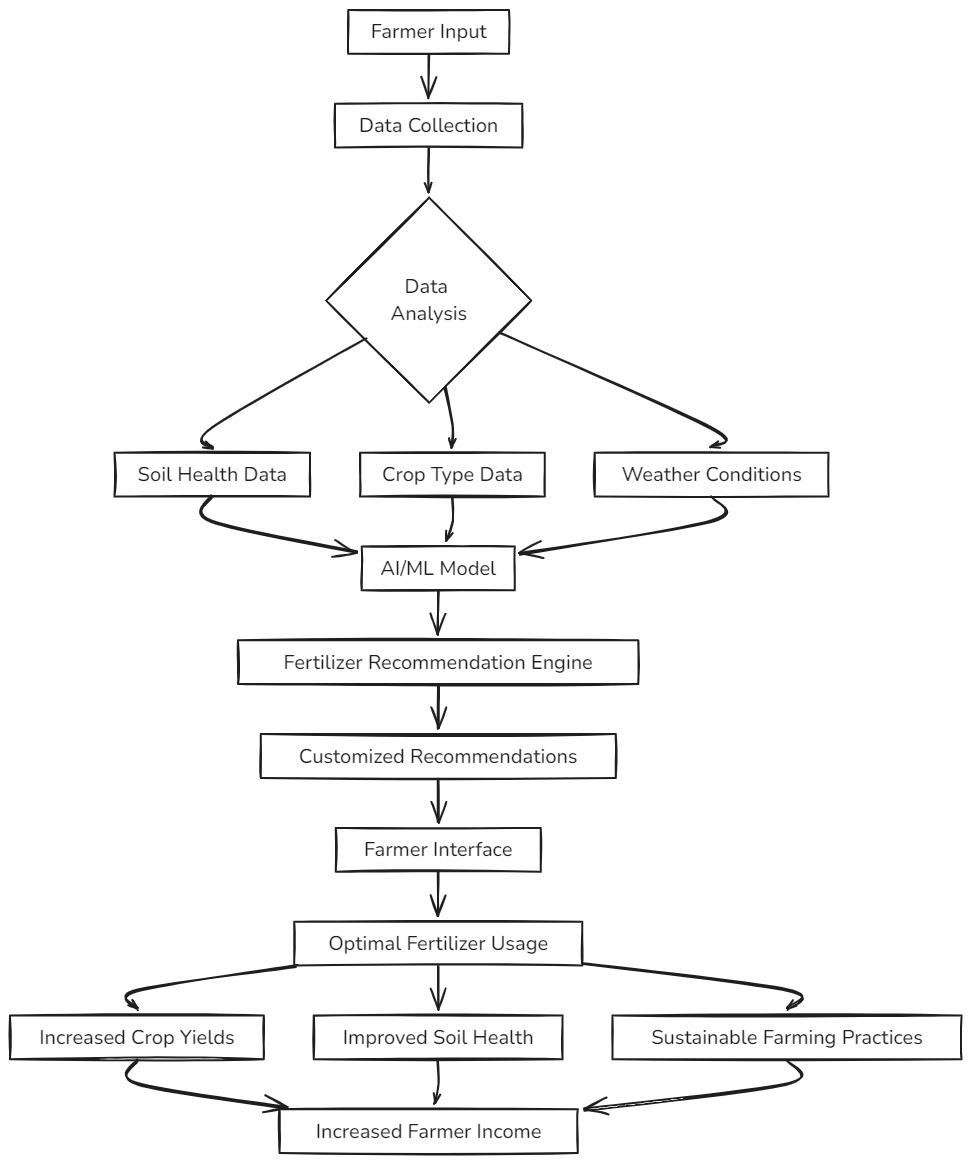 Farmer Input
Data Collection
Data
Analysis
Soil Health Data
Crop Type Data
Weather Conditions
AI/ML Model
Fertilizer Recommendation Engine
Customized Recommendations
Farmer Interface
Optimal Fertilizer Usage
Increased Crop Yields
Improved Soil Health
Sustainable Farming Practices
Increased Farmer Income